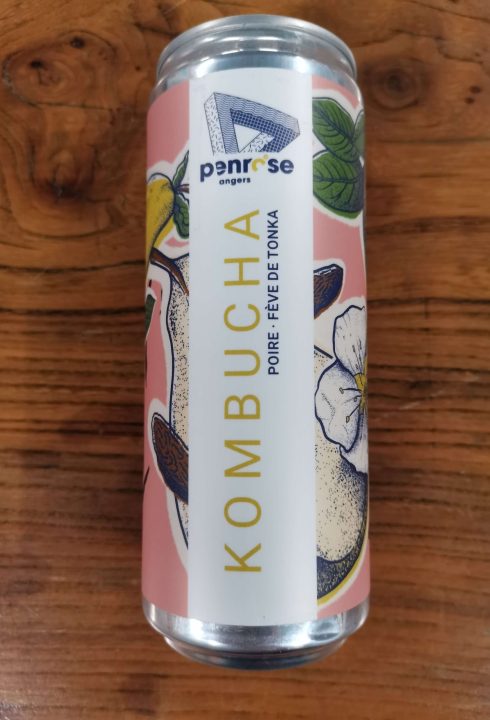 penrose
angers
KOMBUCHA
POIRE · FÈVE DE TONKA